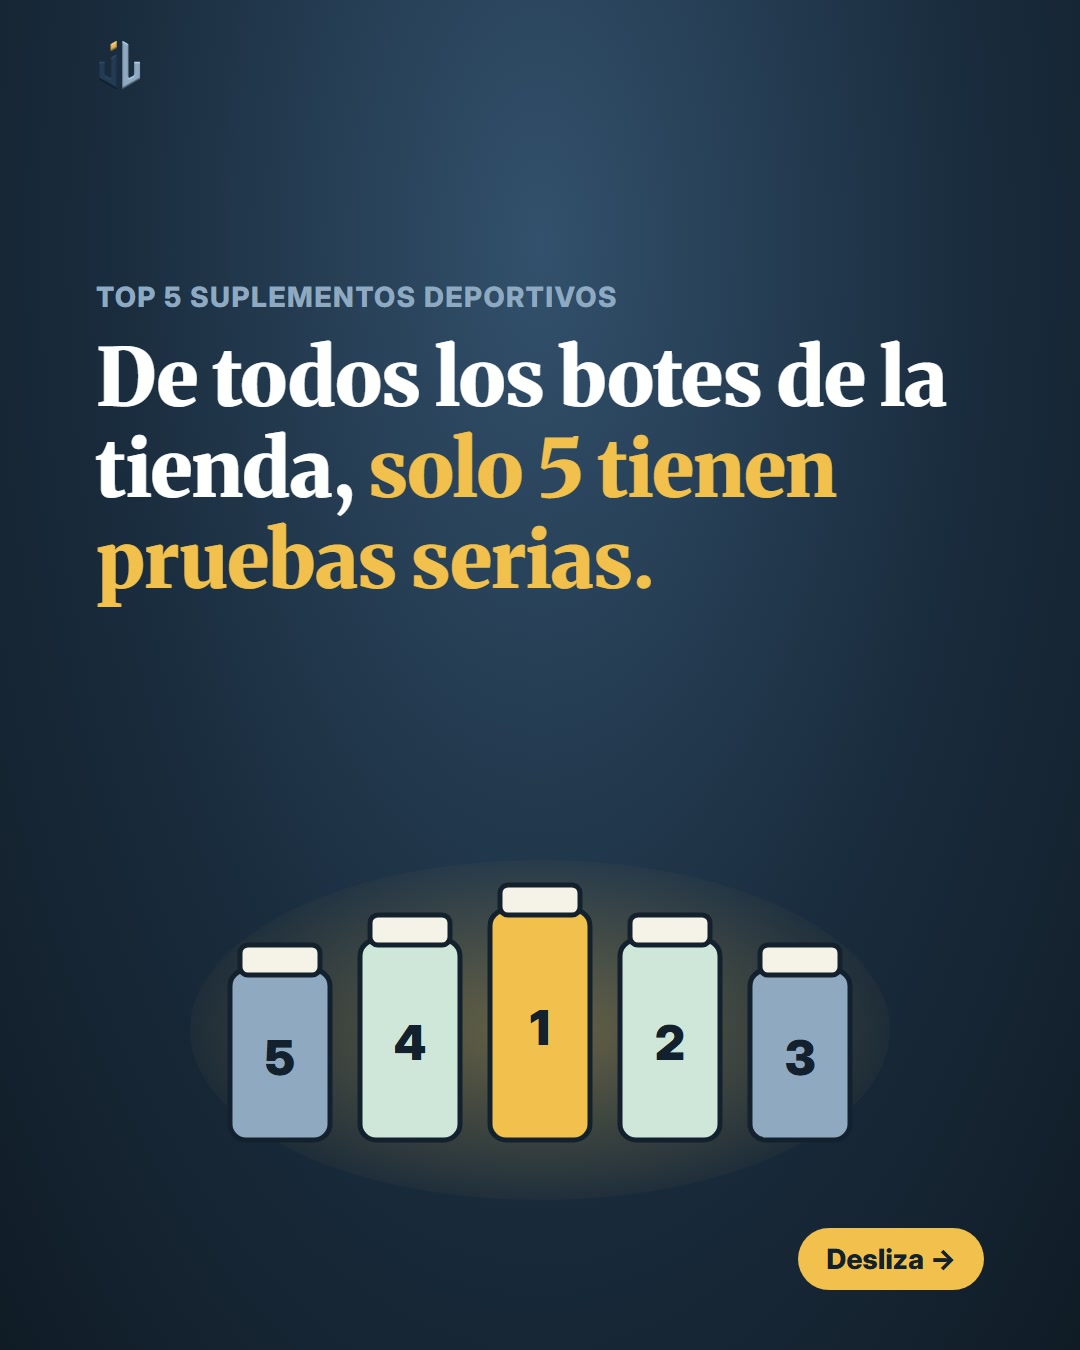 TOP 5 SUPLEMENTOS DEPORTIVOS
De todos los botes de la
tienda, solo 5 tienen
pruebas serias.
5 4 1 2 3
Desliza →